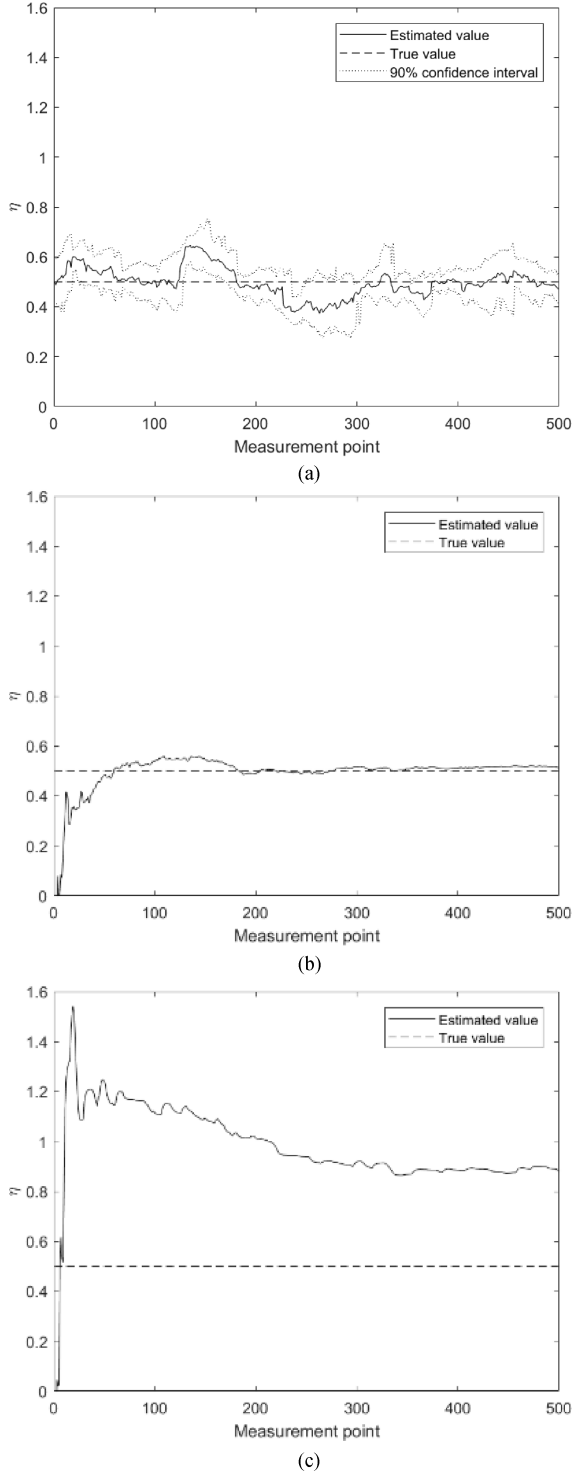 1.6
1.4
1.2
1
0.8
0.6
0.4
0.2
0
η
Estimated value
True value
90% confidence interval
0 100 200 300 400 500
Measurement point
(a)
1.6
1.4
1.2
1
0.8
0.6
0.4
0.2
0
η
Estimated value
True value
0 100 200 300 400 500
Measurement point
(b)
1.6
1.4
1.2
1
0.8
0.6
0.4
0.2
0
η
Estimated value
True value
0 100 200 300 400 500
Measurement point
(c)